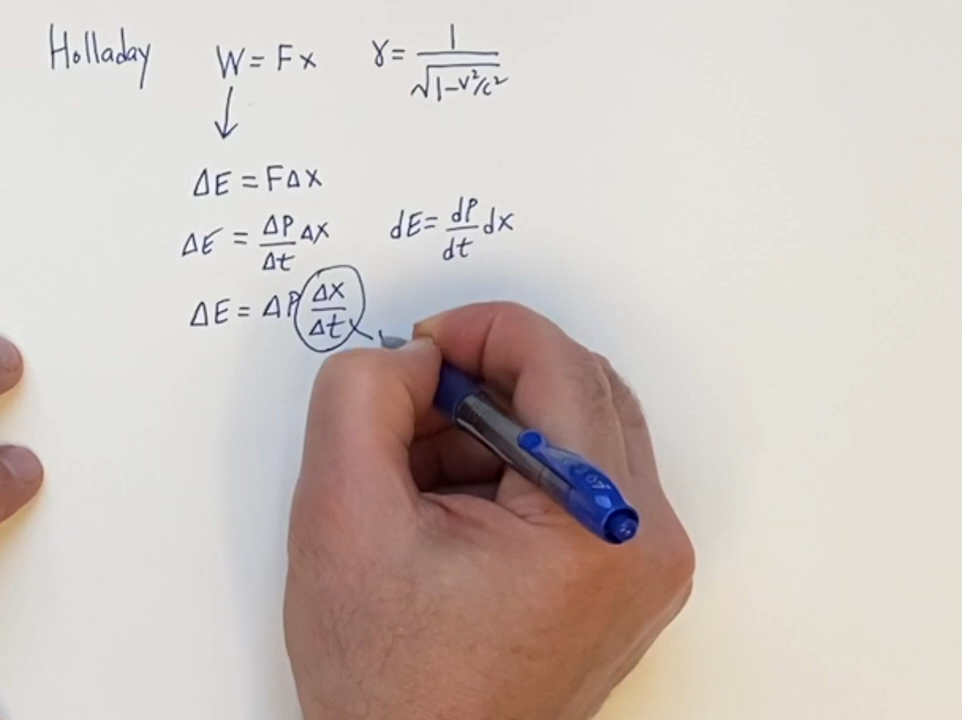 Holladay W = Fx γ = 1/√1-v²/c²
↓
ΔE = FΔx
ΔE = ΔP/Δt Δx dE = dP/dt dx
ΔE = ΔP Δx/Δt